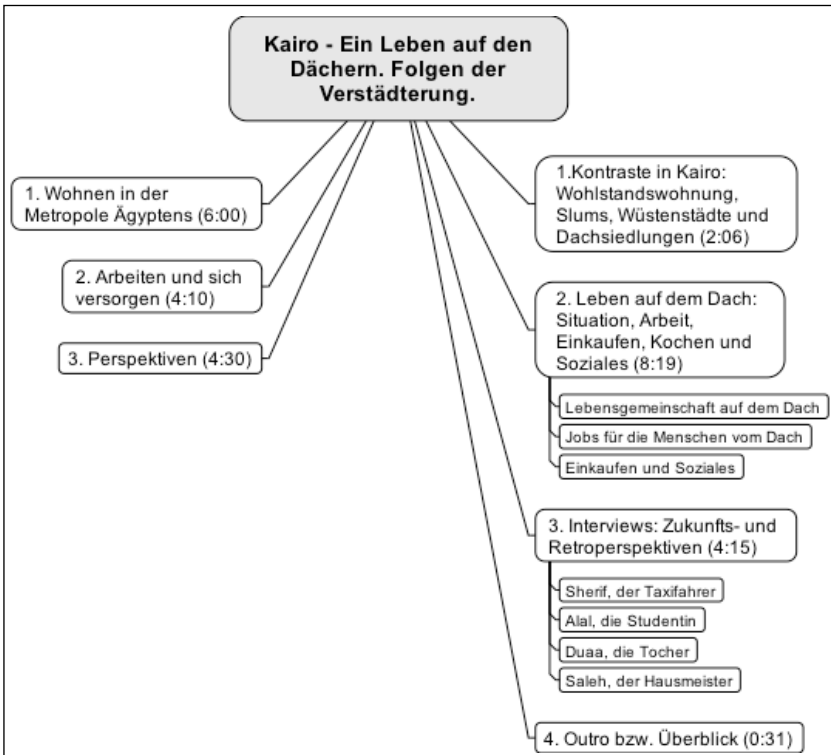 Kairo - Ein Leben auf den
Dächern. Folgen der
Verstädterung.
1. Wohnen in der
Metropole Ägyptens (6:00)
2. Arbeiten und sich
versorgen (4:10)
3. Perspektiven (4:30)
1.Kontraste in Kairo:
Wohlstandswohnung,
Slums, Wüstenstädte und
Dachsiedlungen (2:06)
2. Leben auf dem Dach:
Situation, Arbeit,
Einkaufen, Kochen und
Soziales (8:19)
Lebensgemeinschaft auf dem Dach
Jobs für die Menschen vom Dach
Einkaufen und Soziales
3. Interviews: Zukunfts- und
Retroperspektiven (4:15)
Sherif, der Taxifahrer
Alal, die Studentin
Duaa, die Tocher
Saleh, der Hausmeister
4. Outro bzw. Überblick (0:31)